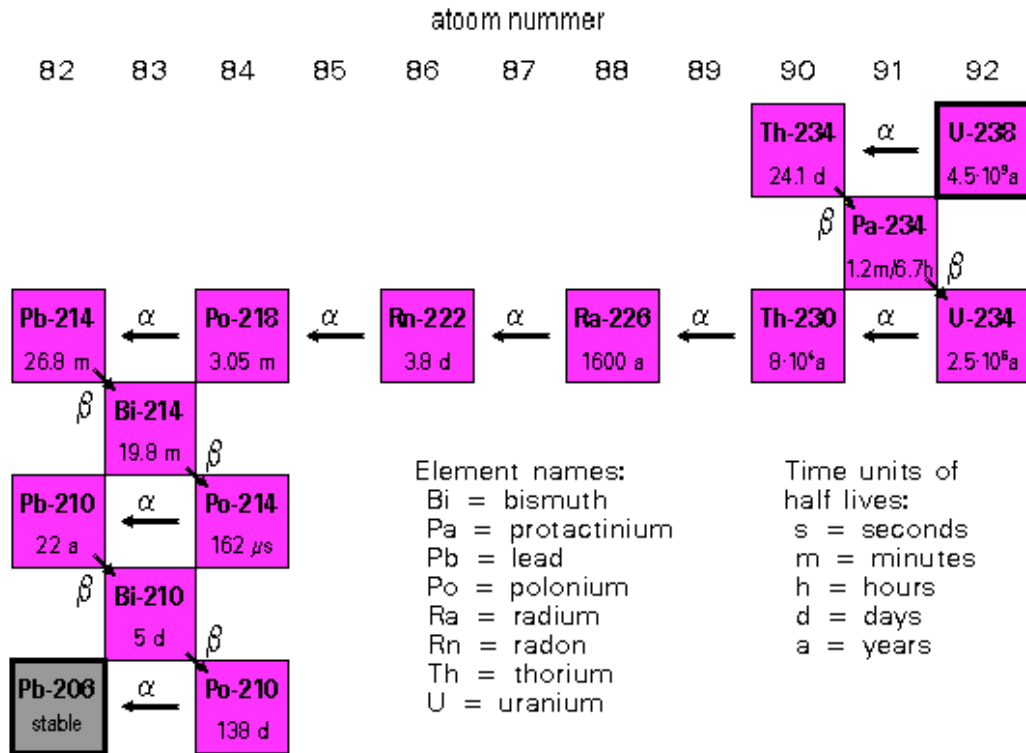 atoom nummer
82 83 84 85 86 87 88 89 90 91 92
Th-234 α U-238
24.1 d 4.5·10⁹a
β Pa-234
1.2m/6.7h β
Pb-214 α Po-218 α Rn-222 α Ra-226 α Th-230 α U-234
26.8 m 3.05 m 3.8 d 1600 a 8·10⁴a 2.5·10⁵a
β Bi-214
19.8 m β
Pb-210 α Po-214
22 a 162 µs
β Bi-210
5 d β
Pb-206 α Po-210
stable 138 d
Element names:
Bi = bismuth
Pa = protactinium
Pb = lead
Po = polonium
Ra = radium
Rn = radon
Th = thorium
U = uranium
Time units of
half lives:
s = seconds
m = minutes
h = hours
d = days
a = years